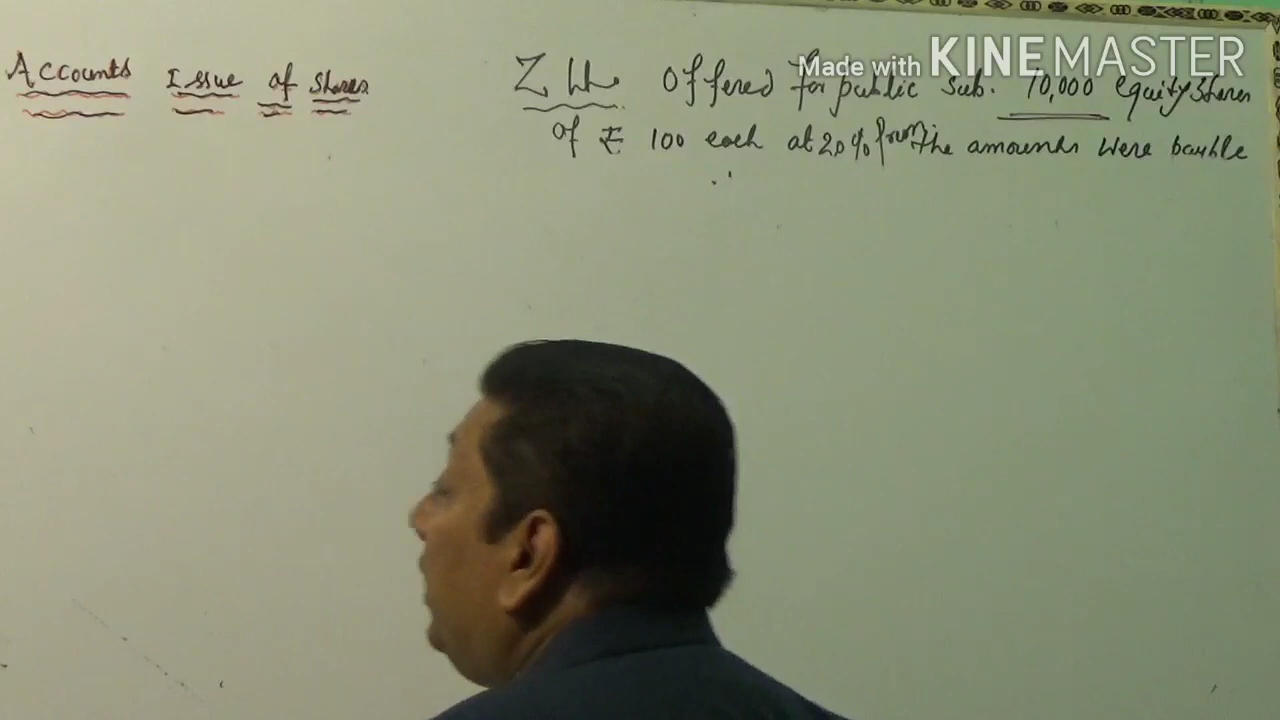 Accounts Issue of Shares
Made with KINEMASTER
Z Ltd Offered for public Sub. 10,000 equity shares
of ₹ 100 each at 20% Prem The amounts were payble